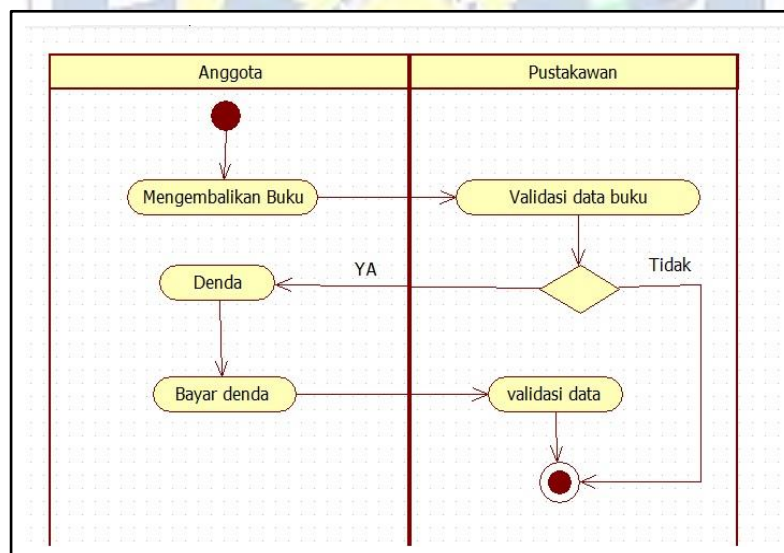 Anggota
Pustakawan
Mengembalikan Buku
Validasi data buku
Denda
YA
Tidak
Bayar denda
validasi data